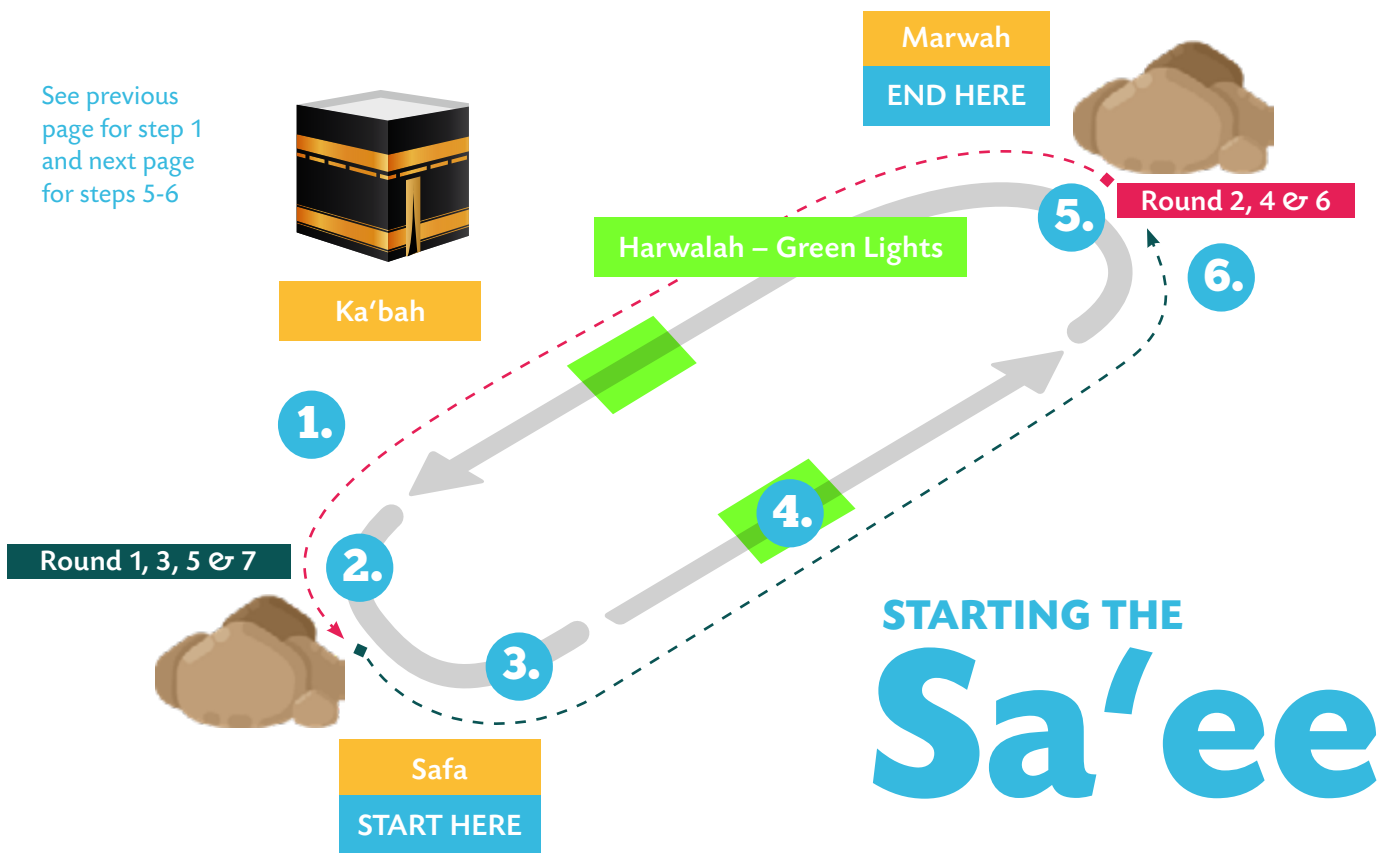 See previous
page for step 1
and next page
for steps 5-6
Marwah
END HERE
Round 2, 4 & 6
Harwalah – Green Lights
Ka‘bah
5.
6.
1.
4.
2.
Round 1, 3, 5 & 7
3.
Safa
START HERE
STARTING THE
Sa‘ee